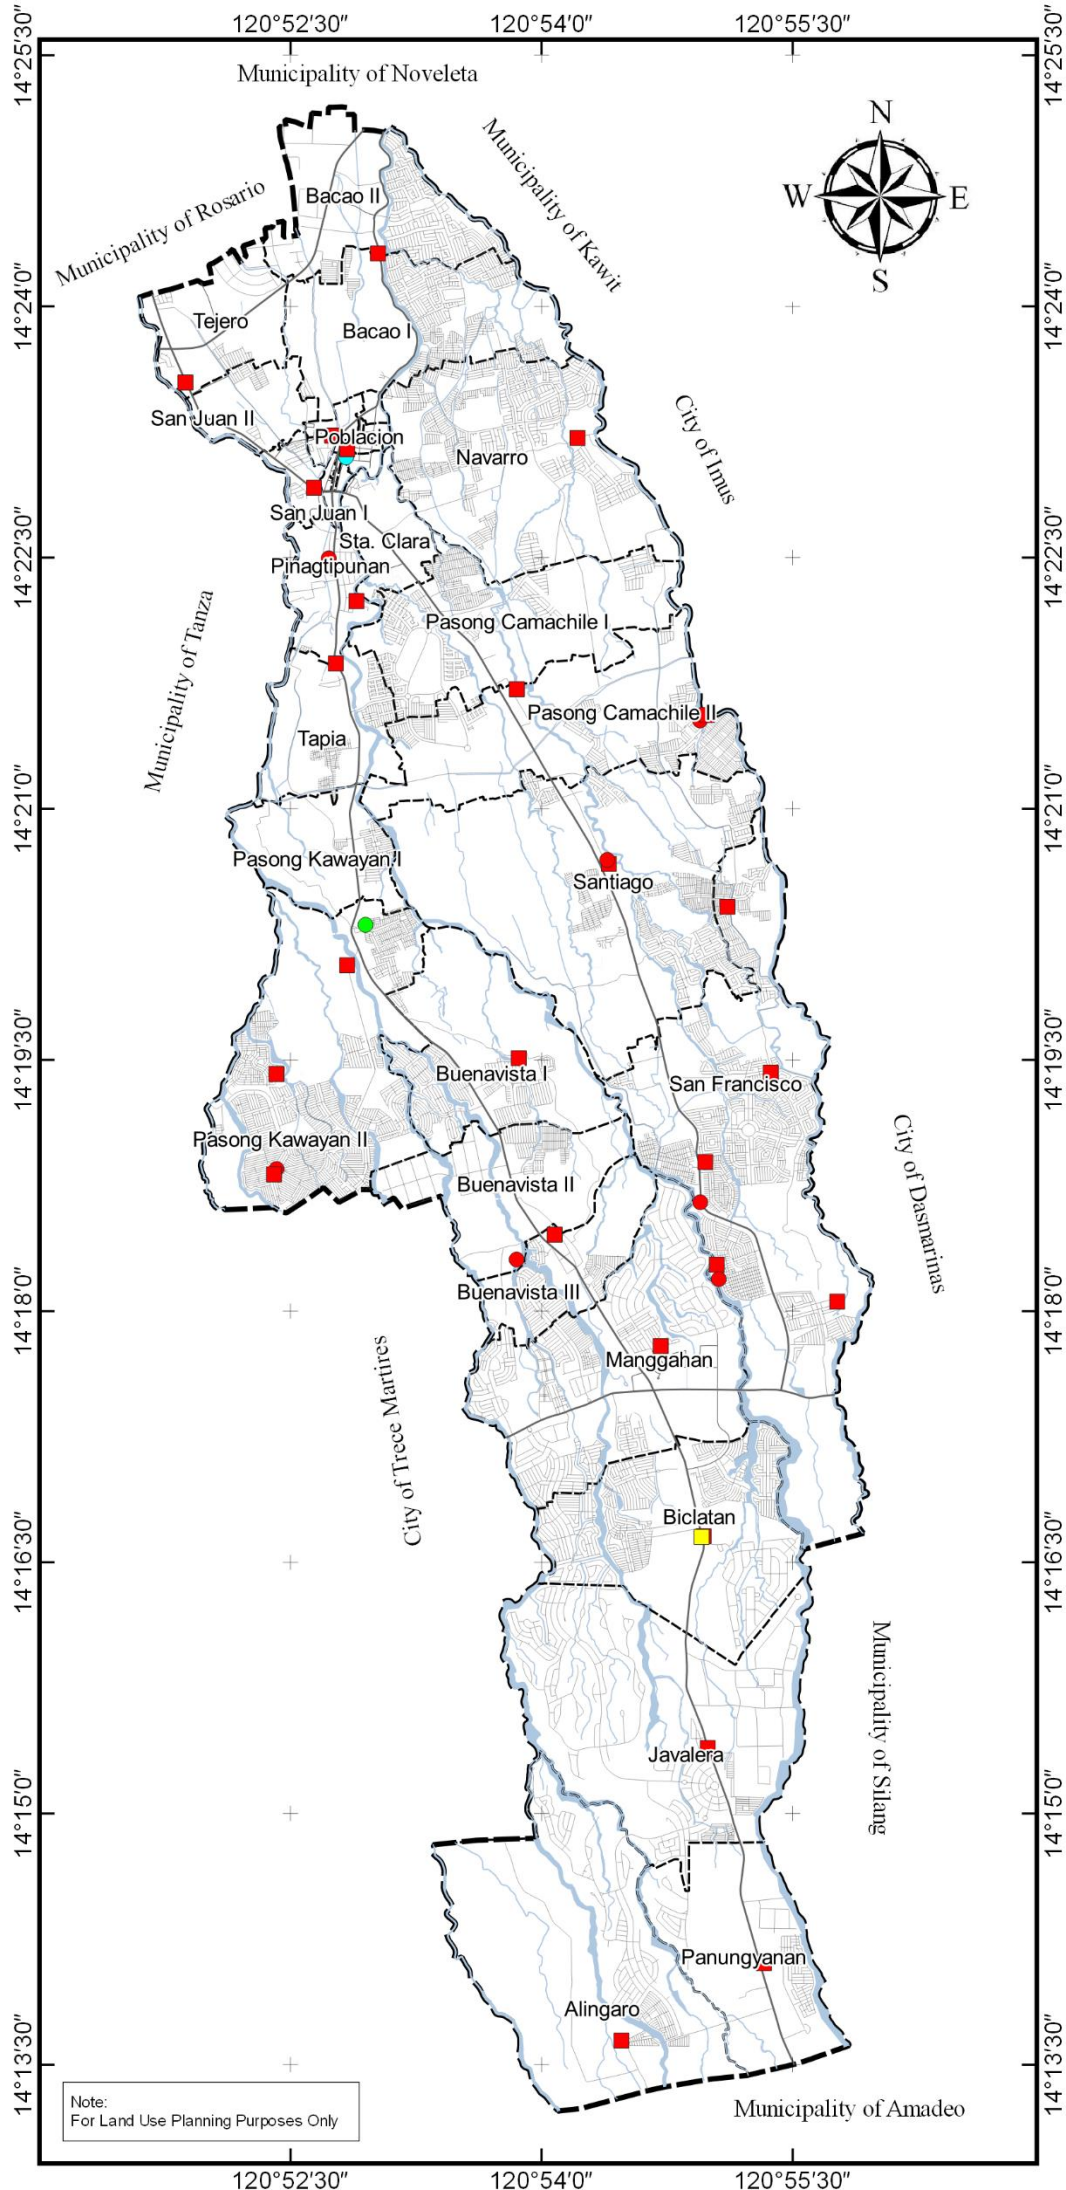 120°52'30"
120°54'0"
120°55'30"
14°25'30"
14°25'30"
Municipality of Noveleta
N
Municipality of Kawit
Bacao II
W
E
Municipality of Rosario
S
14°24'0"
14°24'0"
Tejero
Bacao I
San Juan II
City of Imus
Poblacion
Navarro
San Juan I
Sta. Clara
14°22'30"
14°22'30"
Pinagtipunan
Pasong Camachile I
Municipality of Tanza
Pasong Camachile II
Tapia
14°21'0"
14°21'0"
Pasong Kawayan I
Santiago
14°19'30"
14°19'30"
Buenavista I
San Francisco
Pasong Kawayan II
Buenavista II
City of Dasmarinas
Buenavista III
14°18'0"
14°18'0"
Manggahan
City of Trece Martires
Biclatan
14°16'30"
14°16'30"
Municipality of Silang
Javalera
14°15'0"
14°15'0"
Panungyanan
Alingaro
14°13'30"
14°13'30"
Note:
For Land Use Planning Purposes Only
Municipality of Amadeo
120°52'30"
120°54'0"
120°55'30"